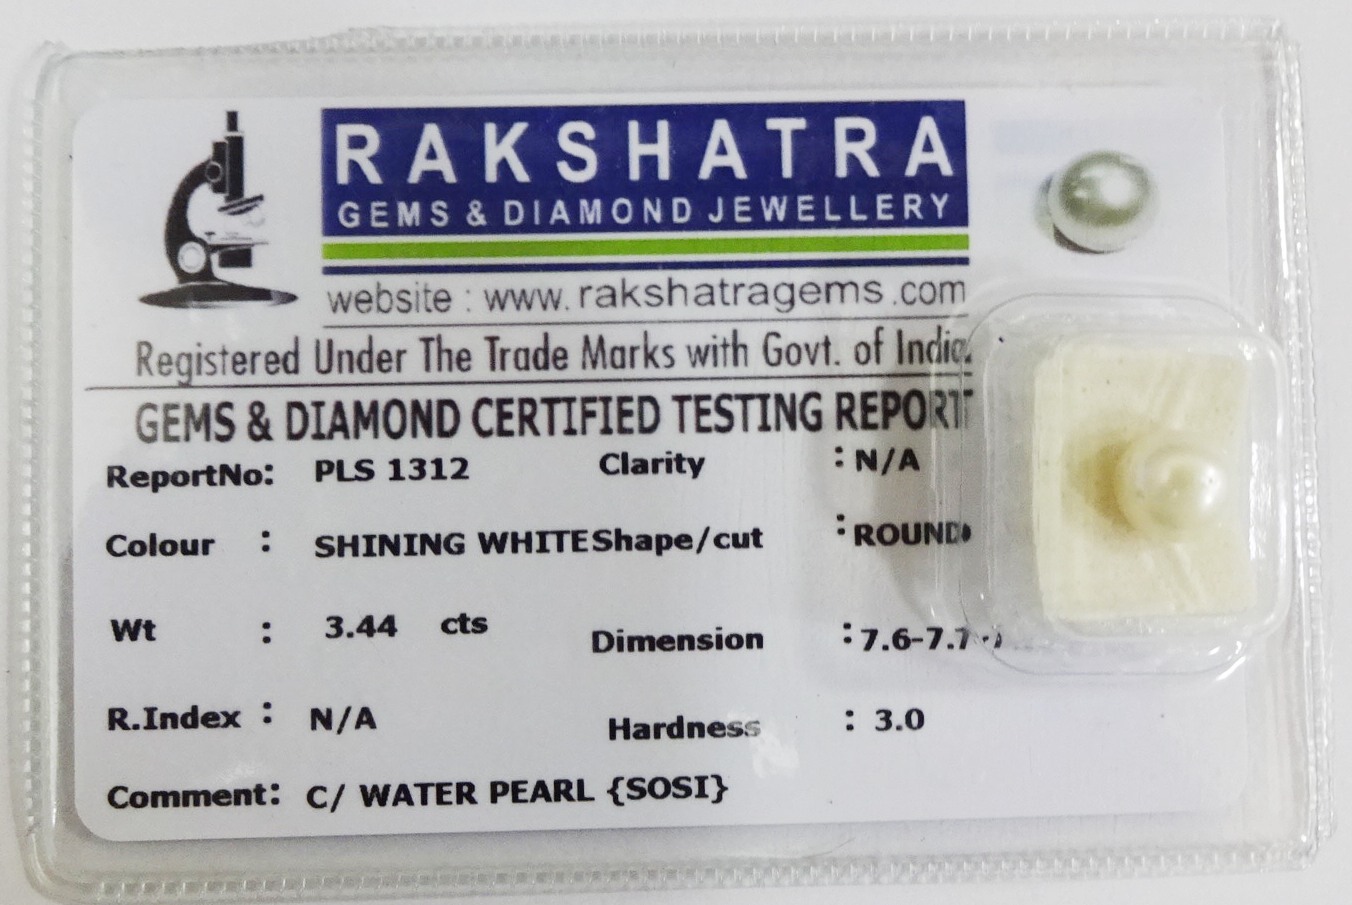 RAKSHATRA
GEMS & DIAMOND JEWELLERY
website : www.rakshatragems.com
Registered Under The Trade Marks with Govt. of India.
GEMS & DIAMOND CERTIFIED TESTING REPORT
ReportNo: PLS 1312 Clarity : N/A
Colour : SHINING WHITE Shape/cut : ROUND
Wt : 3.44 cts Dimension : 7.6-7.7
R.Index : N/A Hardness : 3.0
Comment: C/ WATER PEARL {SOSI}